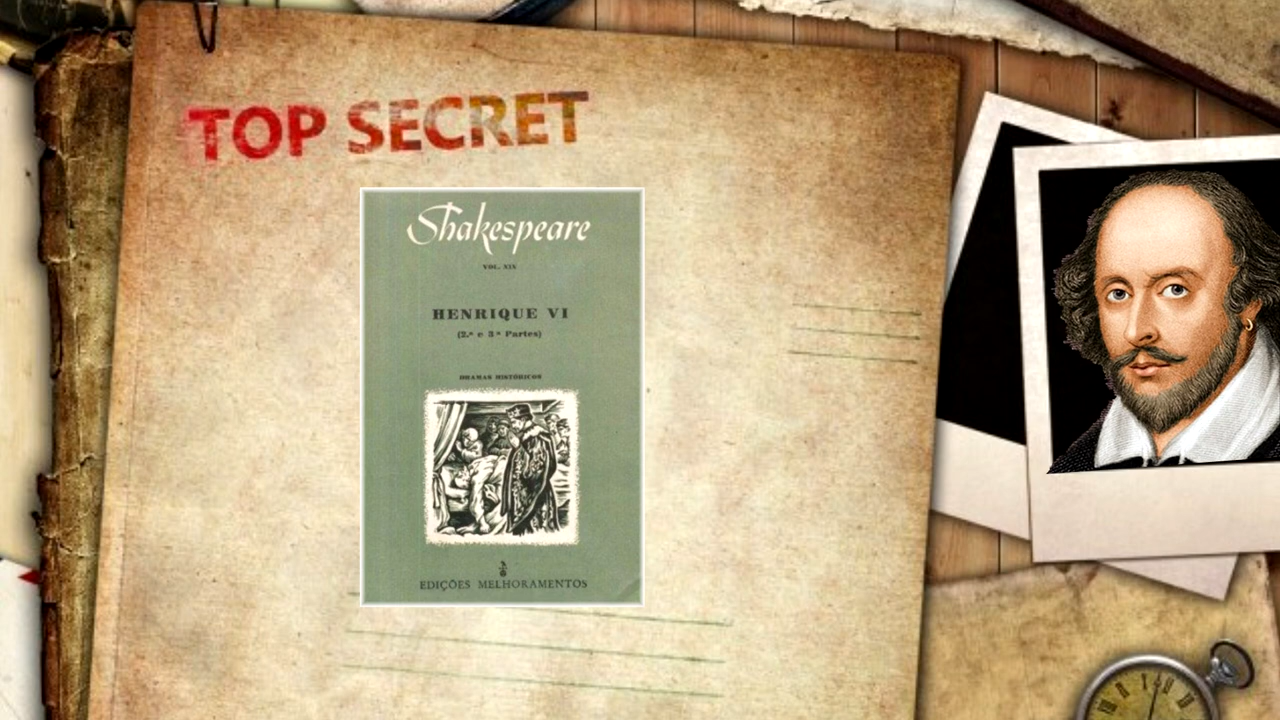 TOP SECRET
Shakespeare
VOL. XIX
HENRIQUE VI
(2.ª e 3.ª Partes)
DRAMAS HISTÓRICOS
EDIÇÕES MELHORAMENTOS